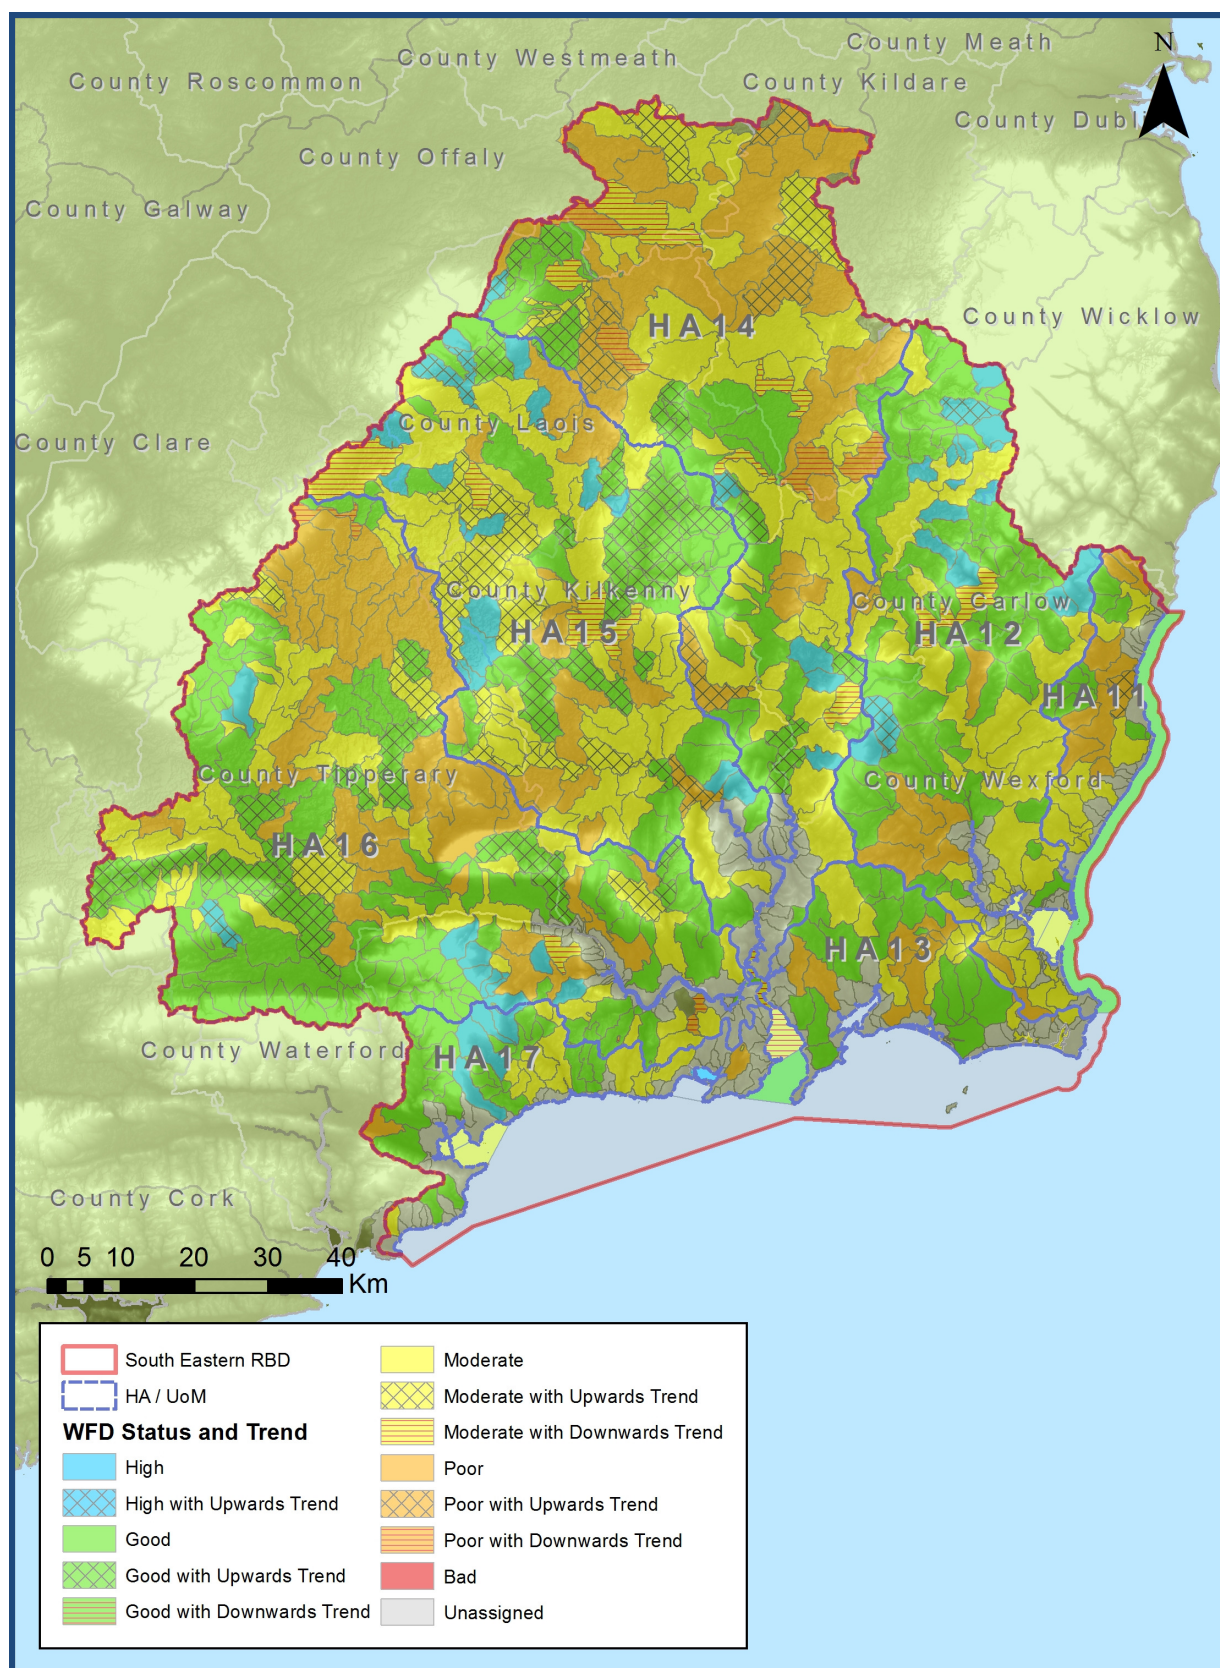 County Meath
N
County Westmeath
County Roscommon
County Kildare
County Dublin
County Offaly
County Galway
County Wicklow
HA14
County Laois
County Clare
County Kilkenny
County Carlow
HA15
HA12
HA11
County Tipperary
County Wexford
HA16
HA13
County Waterford
HA17
County Cork
0 5 10 20 30 40
Km
South Eastern RBD
HA / UoM
WFD Status and Trend
High
High with Upwards Trend
Good
Good with Upwards Trend
Good with Downwards Trend
Moderate
Moderate with Upwards Trend
Moderate with Downwards Trend
Poor
Poor with Upwards Trend
Poor with Downwards Trend
Bad
Unassigned